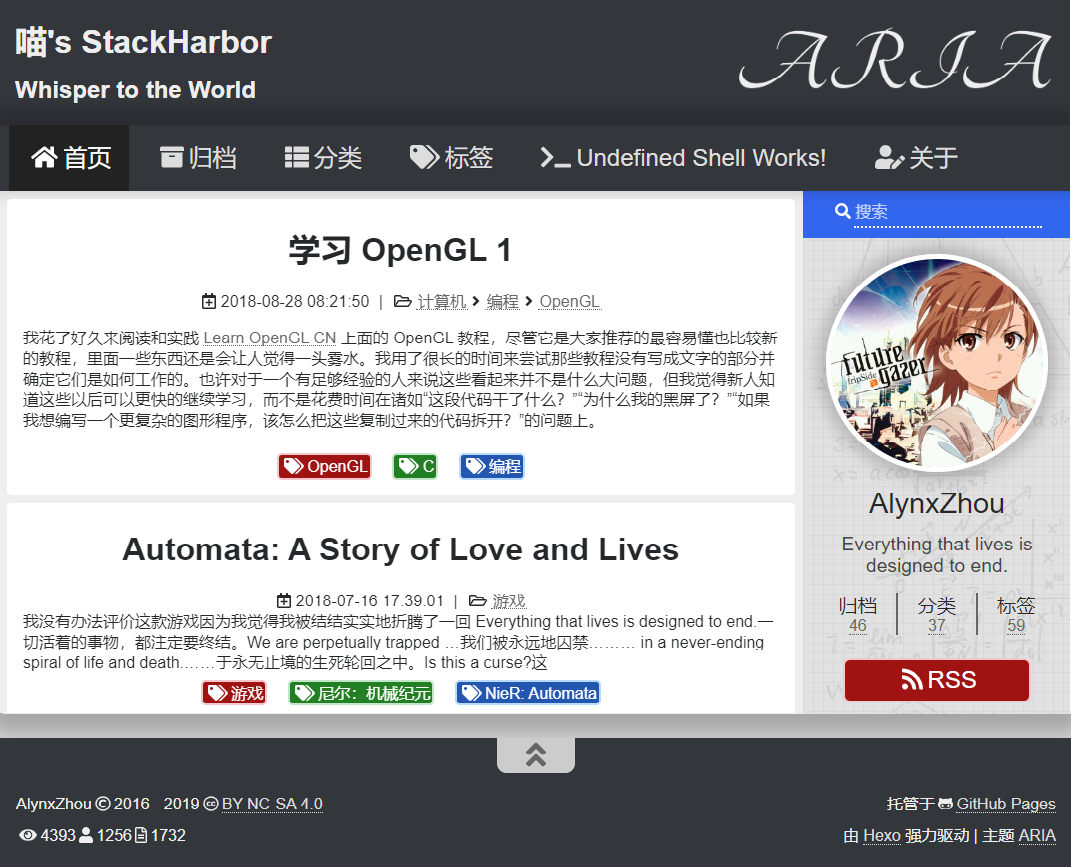 喵's StackHarbor
Whisper to the World
ARIA
首页 归档 分类 标签 Undefined Shell Works! 关于
搜索
学习 OpenGL 1
2018-08-28 08:21:50 | 计算机 编程 OpenGL
我花了好久来阅读和实践 Learn OpenGL CN 上面的 OpenGL 教程，尽管它是大家推荐的最容易懂也比较新
的教程，里面一些东西还是会让人觉得一头雾水。我用了很长的时间来尝试那些教程没有写成文字的部分并
确定它们是如何工作的。也许对于一个有足够经验的人来说这些看起来并不是什么大问题，但我觉得新人知
道这些以后可以更快的继续学习，而不是花费时间在诸如“这段代码干了什么？”“为什么我的黑屏了？”“如果
我想编写一个更复杂的图形程序，该怎么把这些复制过来的代码拆开？”的问题上。
OpenGL C 编程
Automata: A Story of Love and Lives
2018-07-16 17.39.01 | 游戏
我没有办法评价这款游戏因为我觉得我被结结实实地折腾了一回 Everything that lives is designed to end.一
切活着的事物，都注定要终结。We are perpetually trapped …我们被永远地囚禁……… in a never-ending
spiral of life and death.……于永无止境的生死轮回之中。Is this a curse?这
游戏 尼尔：机械纪元 NieR: Automata
Future
fripSide
gazer
AlynxZhou
Everything that lives is
designed to end.
归档 分类 标签
46 37 59
RSS
AlynxZhou © 2016 2019 BY NC SA 4.0
4393 1256 1732
托管于 GitHub Pages
由 Hexo 强力驱动 | 主题 ARIA